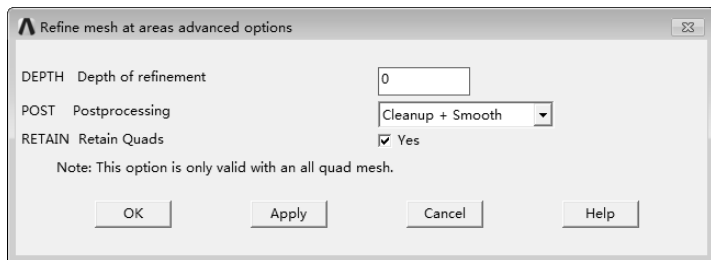 Refine mesh at areas advanced options
DEPTH Depth of refinement 0
POST Postprocessing Cleanup + Smooth
RETAIN Retain Quads Yes
Note: This option is only valid with an all quad mesh.
OK Apply Cancel Help